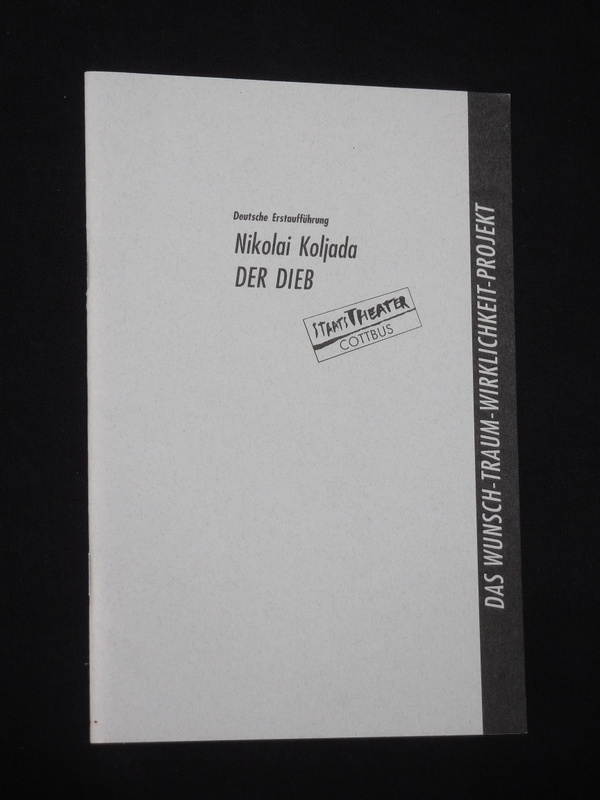 Deutsche Erstaufführung
Nikolai Koljada
DER DIEB
STAATSTHEATER
COTTBUS
DAS WUNSCH-TRAUM-WIRKLICHKEIT-PROJEKT